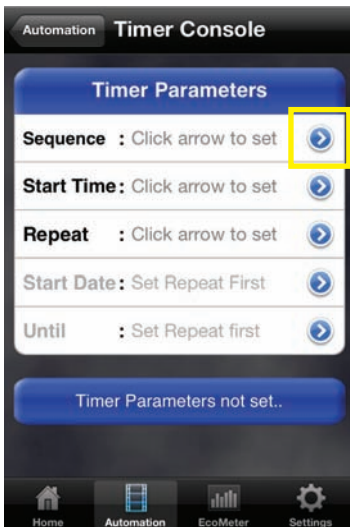 Automation Timer Console
Timer Parameters
Sequence : Click arrow to set
Start Time : Click arrow to set
Repeat : Click arrow to set
Start Date : Set Repeat First
Until : Set Repeat first
Timer Parameters not set..
Home Automation EcoMeter Settings